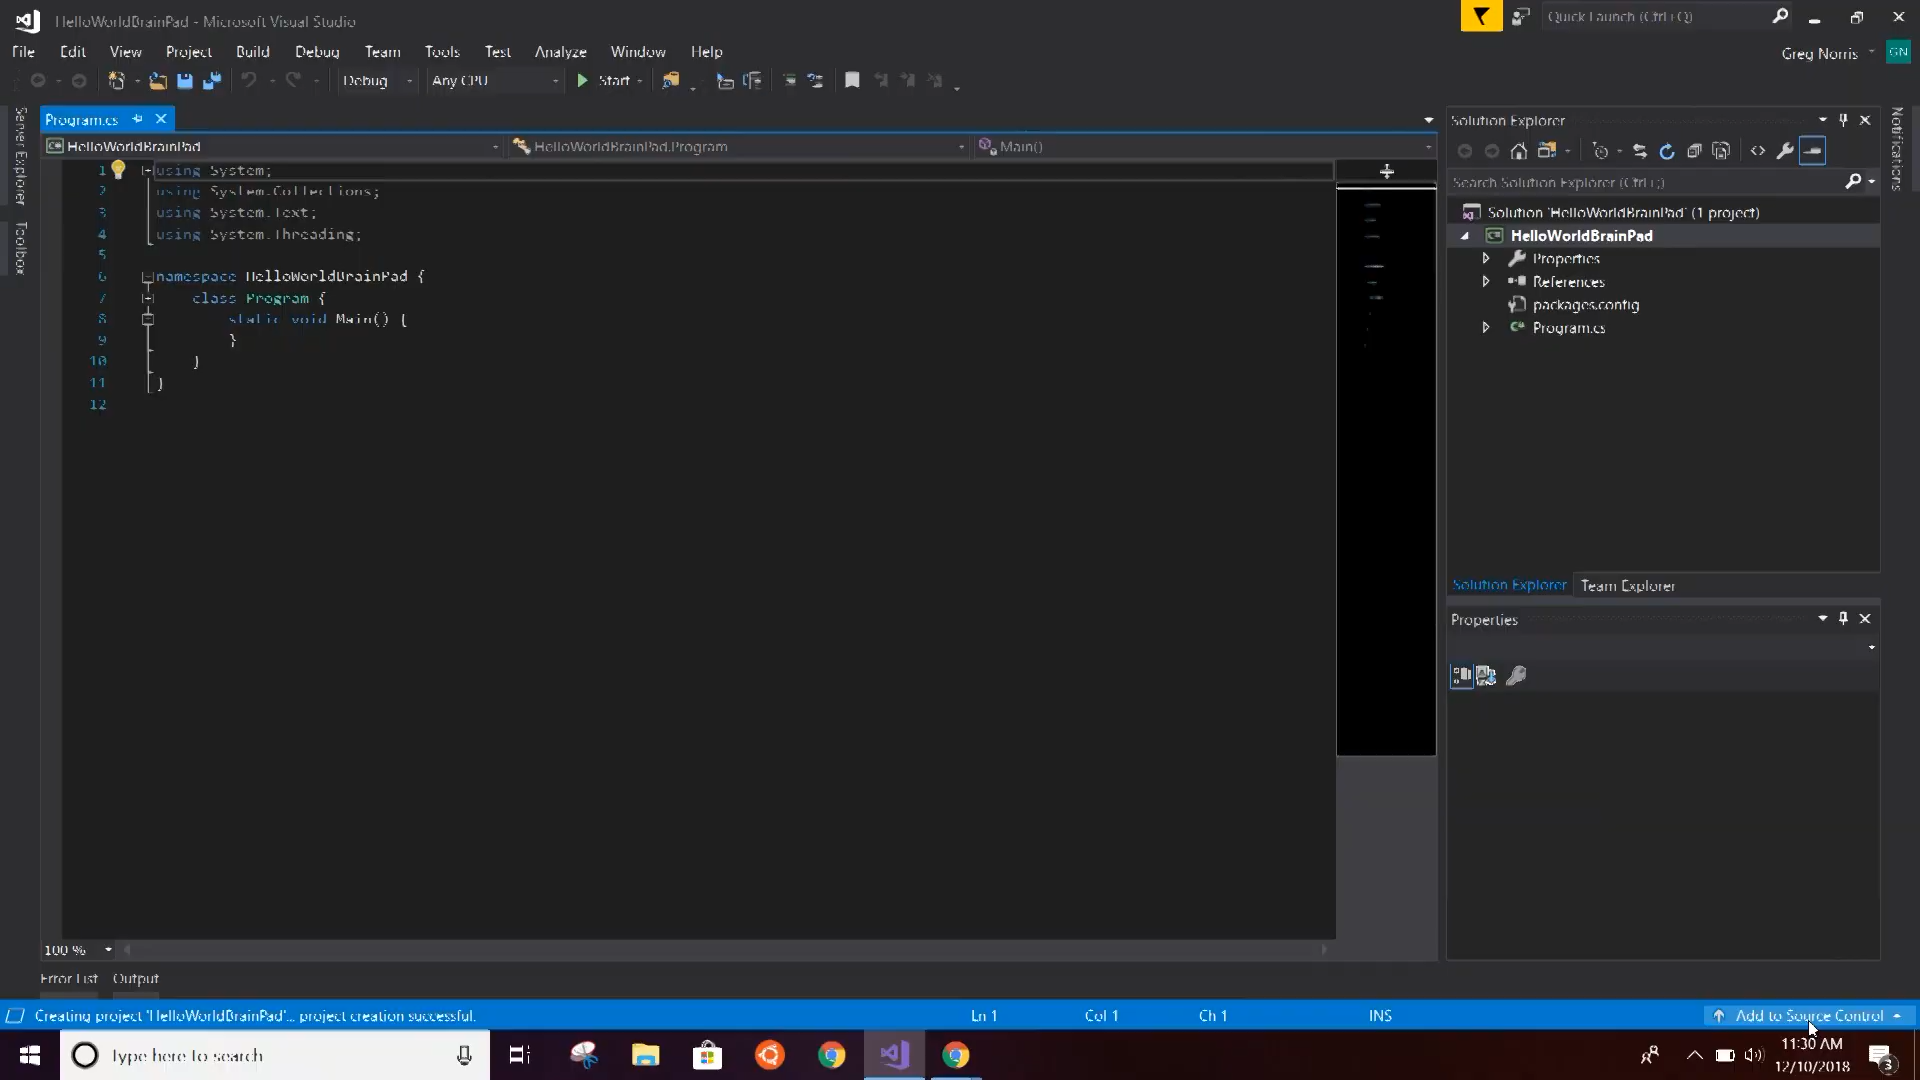 HelloWorldBrainPad - Microsoft Visual Studio
Quick Launch (Ctrl+Q)
File Edit View Project Build Debug Team Tools Test Analyze Window Help
Greg Norris GN
Debug Any CPU Start
Server Explorer
Toolbox
Program.cs
HelloWorldBrainPad HelloWorldBrainPad.Program Main()
1 using System;
2 using System.Collections;
3 using System.Text;
4 using System.Threading;
5
6 namespace HelloWorldBrainPad {
7 class Program {
8 static void Main() {
9 }
10 }
11 }
12
100 %
Error List Output
Solution Explorer
Search Solution Explorer (Ctrl+;)
Solution 'HelloWorldBrainPad' (1 project)
HelloWorldBrainPad
Properties
References
packages.config
Program.cs
Solution Explorer Team Explorer
Properties
Notifications
Creating project 'HelloWorldBrainPad'... project creation successful.
Ln 1 Col 1 Ch 1 INS
Add to Source Control
Type here to search
11:30 AM
12/10/2018
3